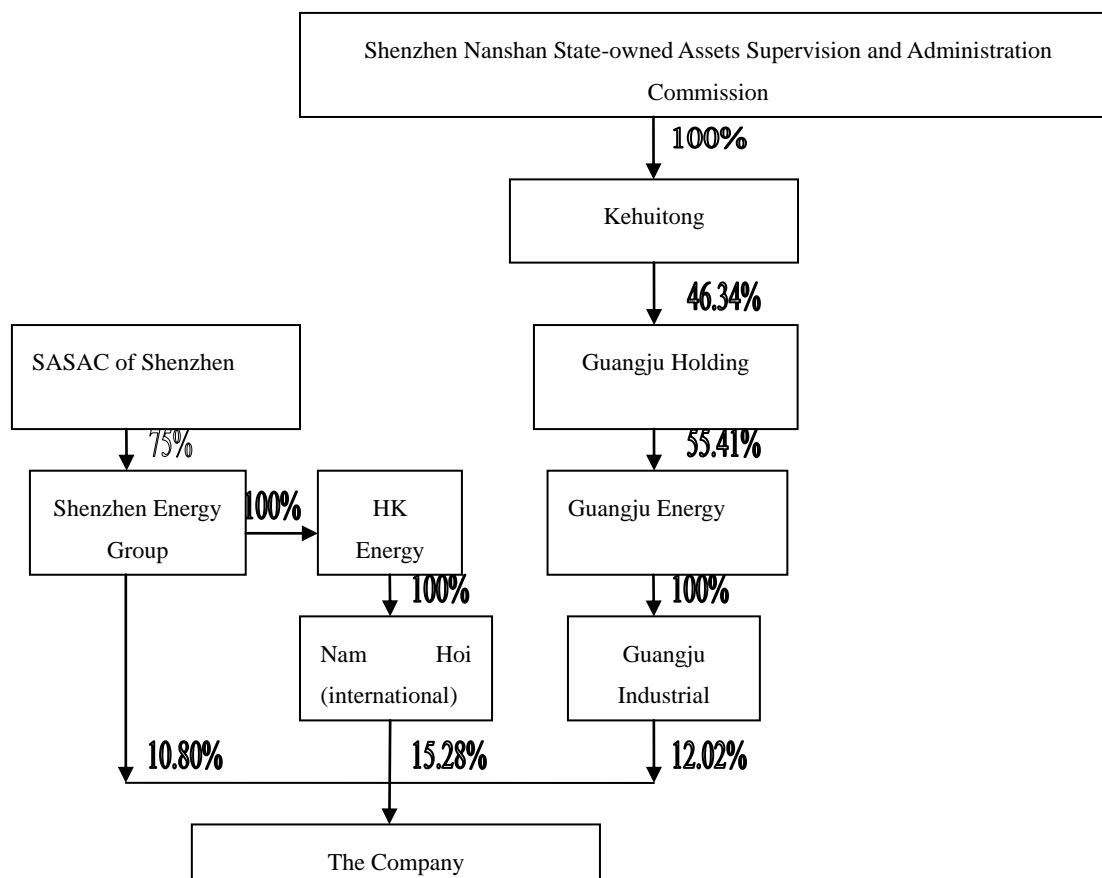 Shenzhen Nanshan State-owned Assets Supervision and Administration
Commission
100%
Kehuitong
46.34%
SASAC of Shenzhen
Guangju Holding
75%
55.41%
Shenzhen Energy
Group
100%
HK
Energy
Guangju Energy
100%
100%
Nam Hoi
(international)
Guangju
Industrial
10.80%
15.28%
12.02%
The Company